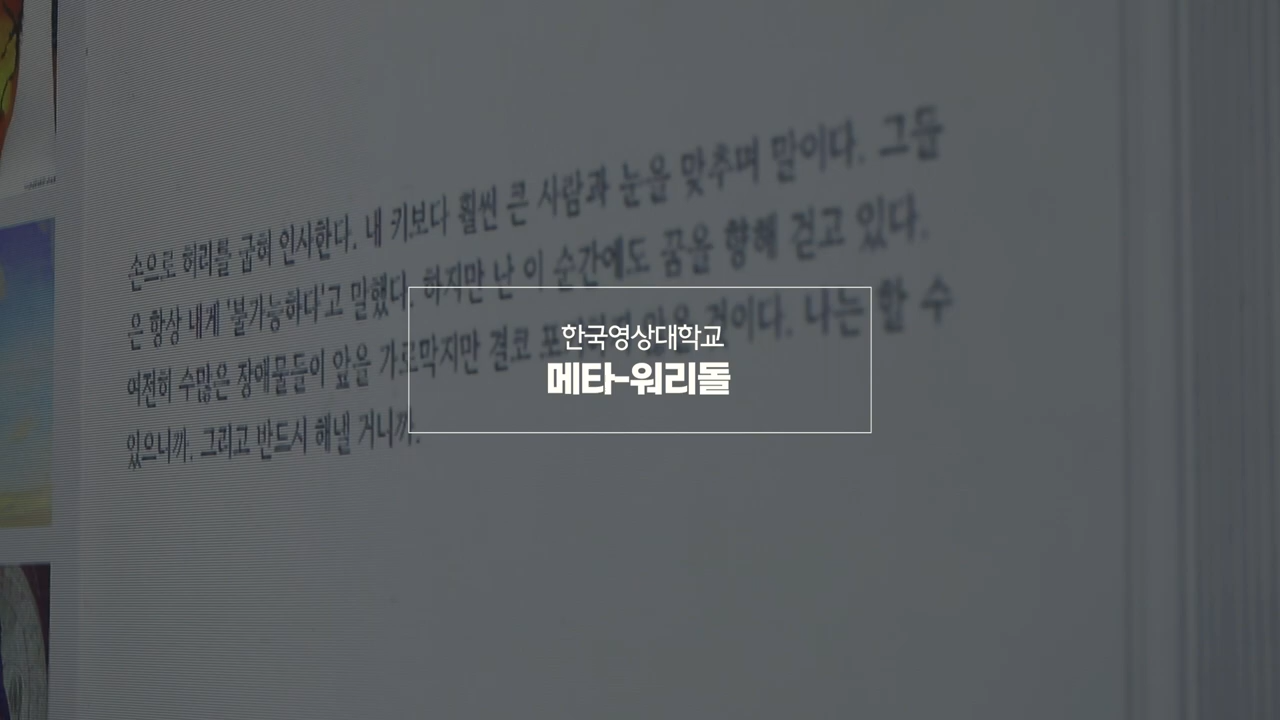 손으로 허리를 굽혀 인사한다. 내 키보다 훨씬 큰 사람과 눈을 맞추며 말이다. 그들
은 항상 내게 '불가능하다'고 말했다. 하지만 난 이 순간에도 꿈을 향해 걷고 있다.
여전히 수많은 장애물들이 앞을 가로막지만 결코 포기하지 않을 것이다. 나는 할 수
있으니까. 그리고 반드시 해낼 거니까.
한국영상대학교
메타-워리돌